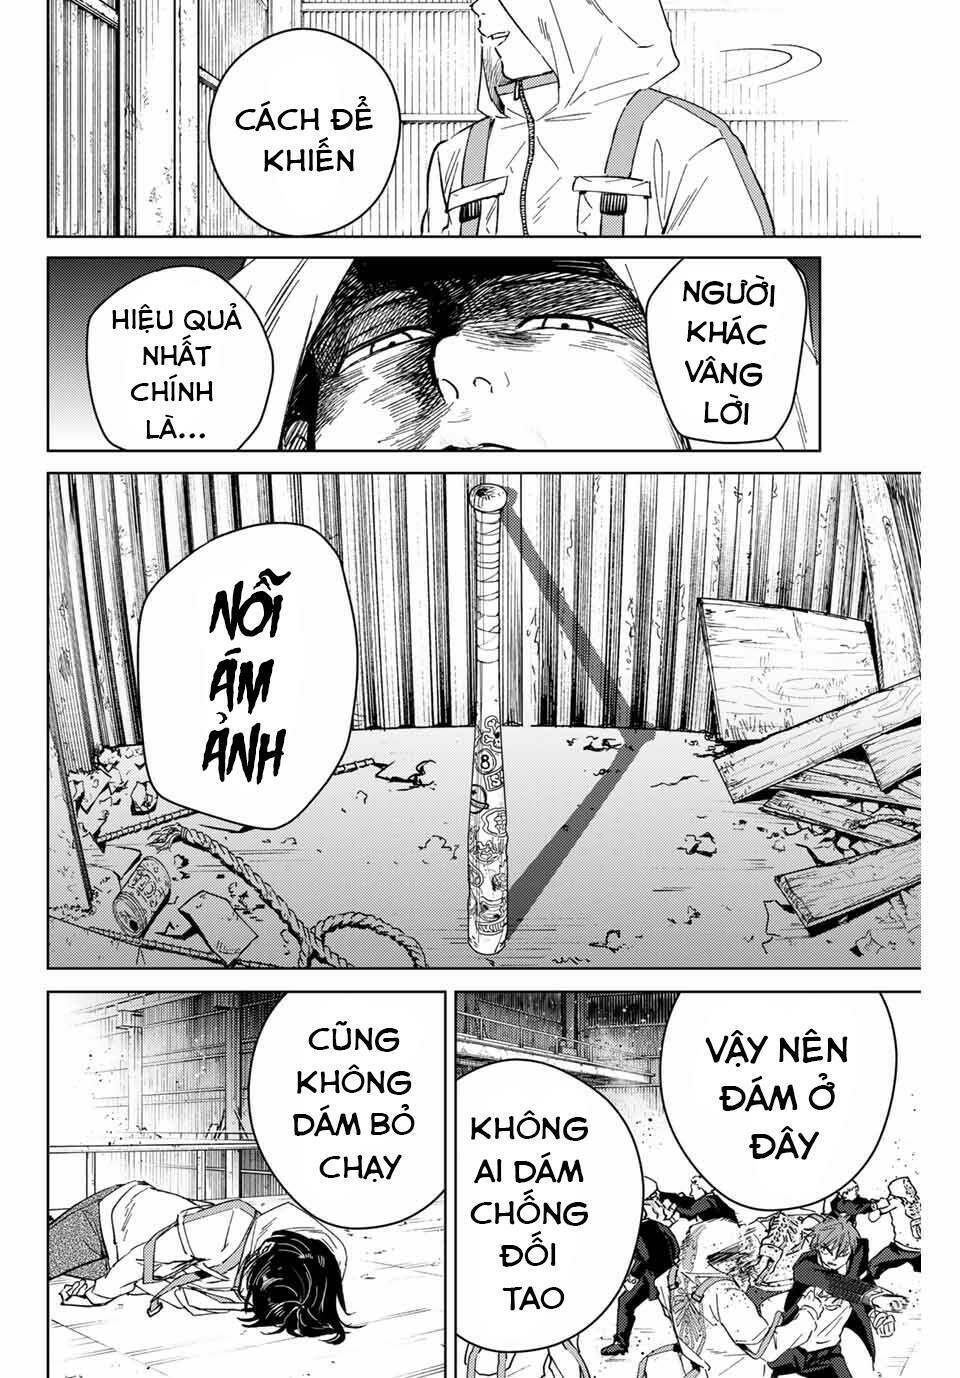 CÁCH ĐỂ
KHIẾN
NGƯỜI
KHÁC
VÂNG
LỜI
HIỆU QUẢ
NHẤT
CHÍNH
LÀ...
NỖI
ÁM
ẢNH
8
VẬY NÊN
ĐÁM Ở
ĐÂY
KHÔNG
AI DÁM
CHỐNG
ĐỐI
TAO
CŨNG
KHÔNG
DÁM BỎ
CHẠY